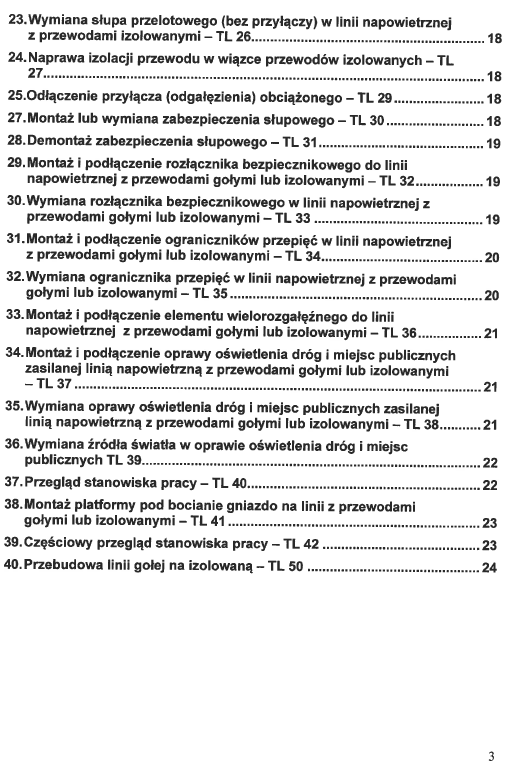 23.Wymiana słupa przelotowego (bez przyłączy) w linii napowietrznej
z przewodami izolowanymi – TL 26.................................................................. 18
24.Naprawa izolacji przewodu w wiązce przewodów izolowanych – TL
27........................................................................................................................ 18
25.Odłączenie przyłącza (odgałęzienia) obciążonego – TL 29......................... 18
27.Montaż lub wymiana zabezpieczenia słupowego – TL 30............................ 18
28.Demontaż zabezpieczenia słupowego – TL 31............................................. 19
29.Montaż i podłączenie rozłącznika bezpiecznikowego do linii
napowietrznej z przewodami gołymi lub izolowanymi – TL 32.................. 19
30.Wymiana rozłącznika bezpiecznikowego w linii napowietrznej z
przewodami gołymi lub izolowanymi – TL 33 ............................................... 19
31.Montaż i podłączenie ograniczników przepięć w linii napowietrznej
z przewodami gołymi lub izolowanymi – TL 34............................................. 20
32.Wymiana ogranicznika przepięć w linii napowietrznej z przewodami
gołymi lub izolowanymi – TL 35...................................................................... 20
33.Montaż i podłączenie elementu wielorozgałęźnego do linii
napowietrznej z przewodami gołymi lub izolowanymi – TL 36................. 21
34.Montaż i podłączenie oprawy oświetlenia dróg i miejsc publicznych
zasilanej linią napowietrzną z przewodami gołymi lub izolowanymi
– TL 37 ................................................................................................................. 21
35.Wymiana oprawy oświetlenia dróg i miejsc publicznych zasilanej
linią napowietrzną z przewodami gołymi lub izolowanymi – TL 38........... 21
36.Wymiana źródła światła w oprawie oświetlenia dróg i miejsc
publicznych TL 39.............................................................................................. 22
37.Przegląd stanowiska pracy – TL 40................................................................. 22
38.Montaż platformy pod bocianie gniazdo na linii z przewodami
gołymi lub izolowanymi – TL 41 ...................................................................... 23
39.Częściowy przegląd stanowiska pracy – TL 42 ............................................ 23
40.Przebudowa linii gołej na izolowaną – TL 50 ................................................ 24
3